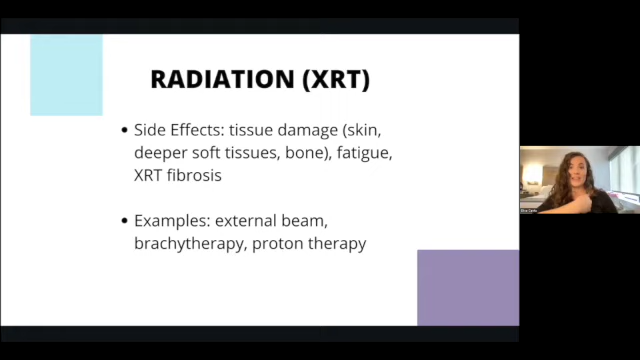 RADIATION (XRT)
• Side Effects: tissue damage (skin,
deeper soft tissues, bone), fatigue,
XRT fibrosis
• Examples: external beam,
brachytherapy, proton therapy